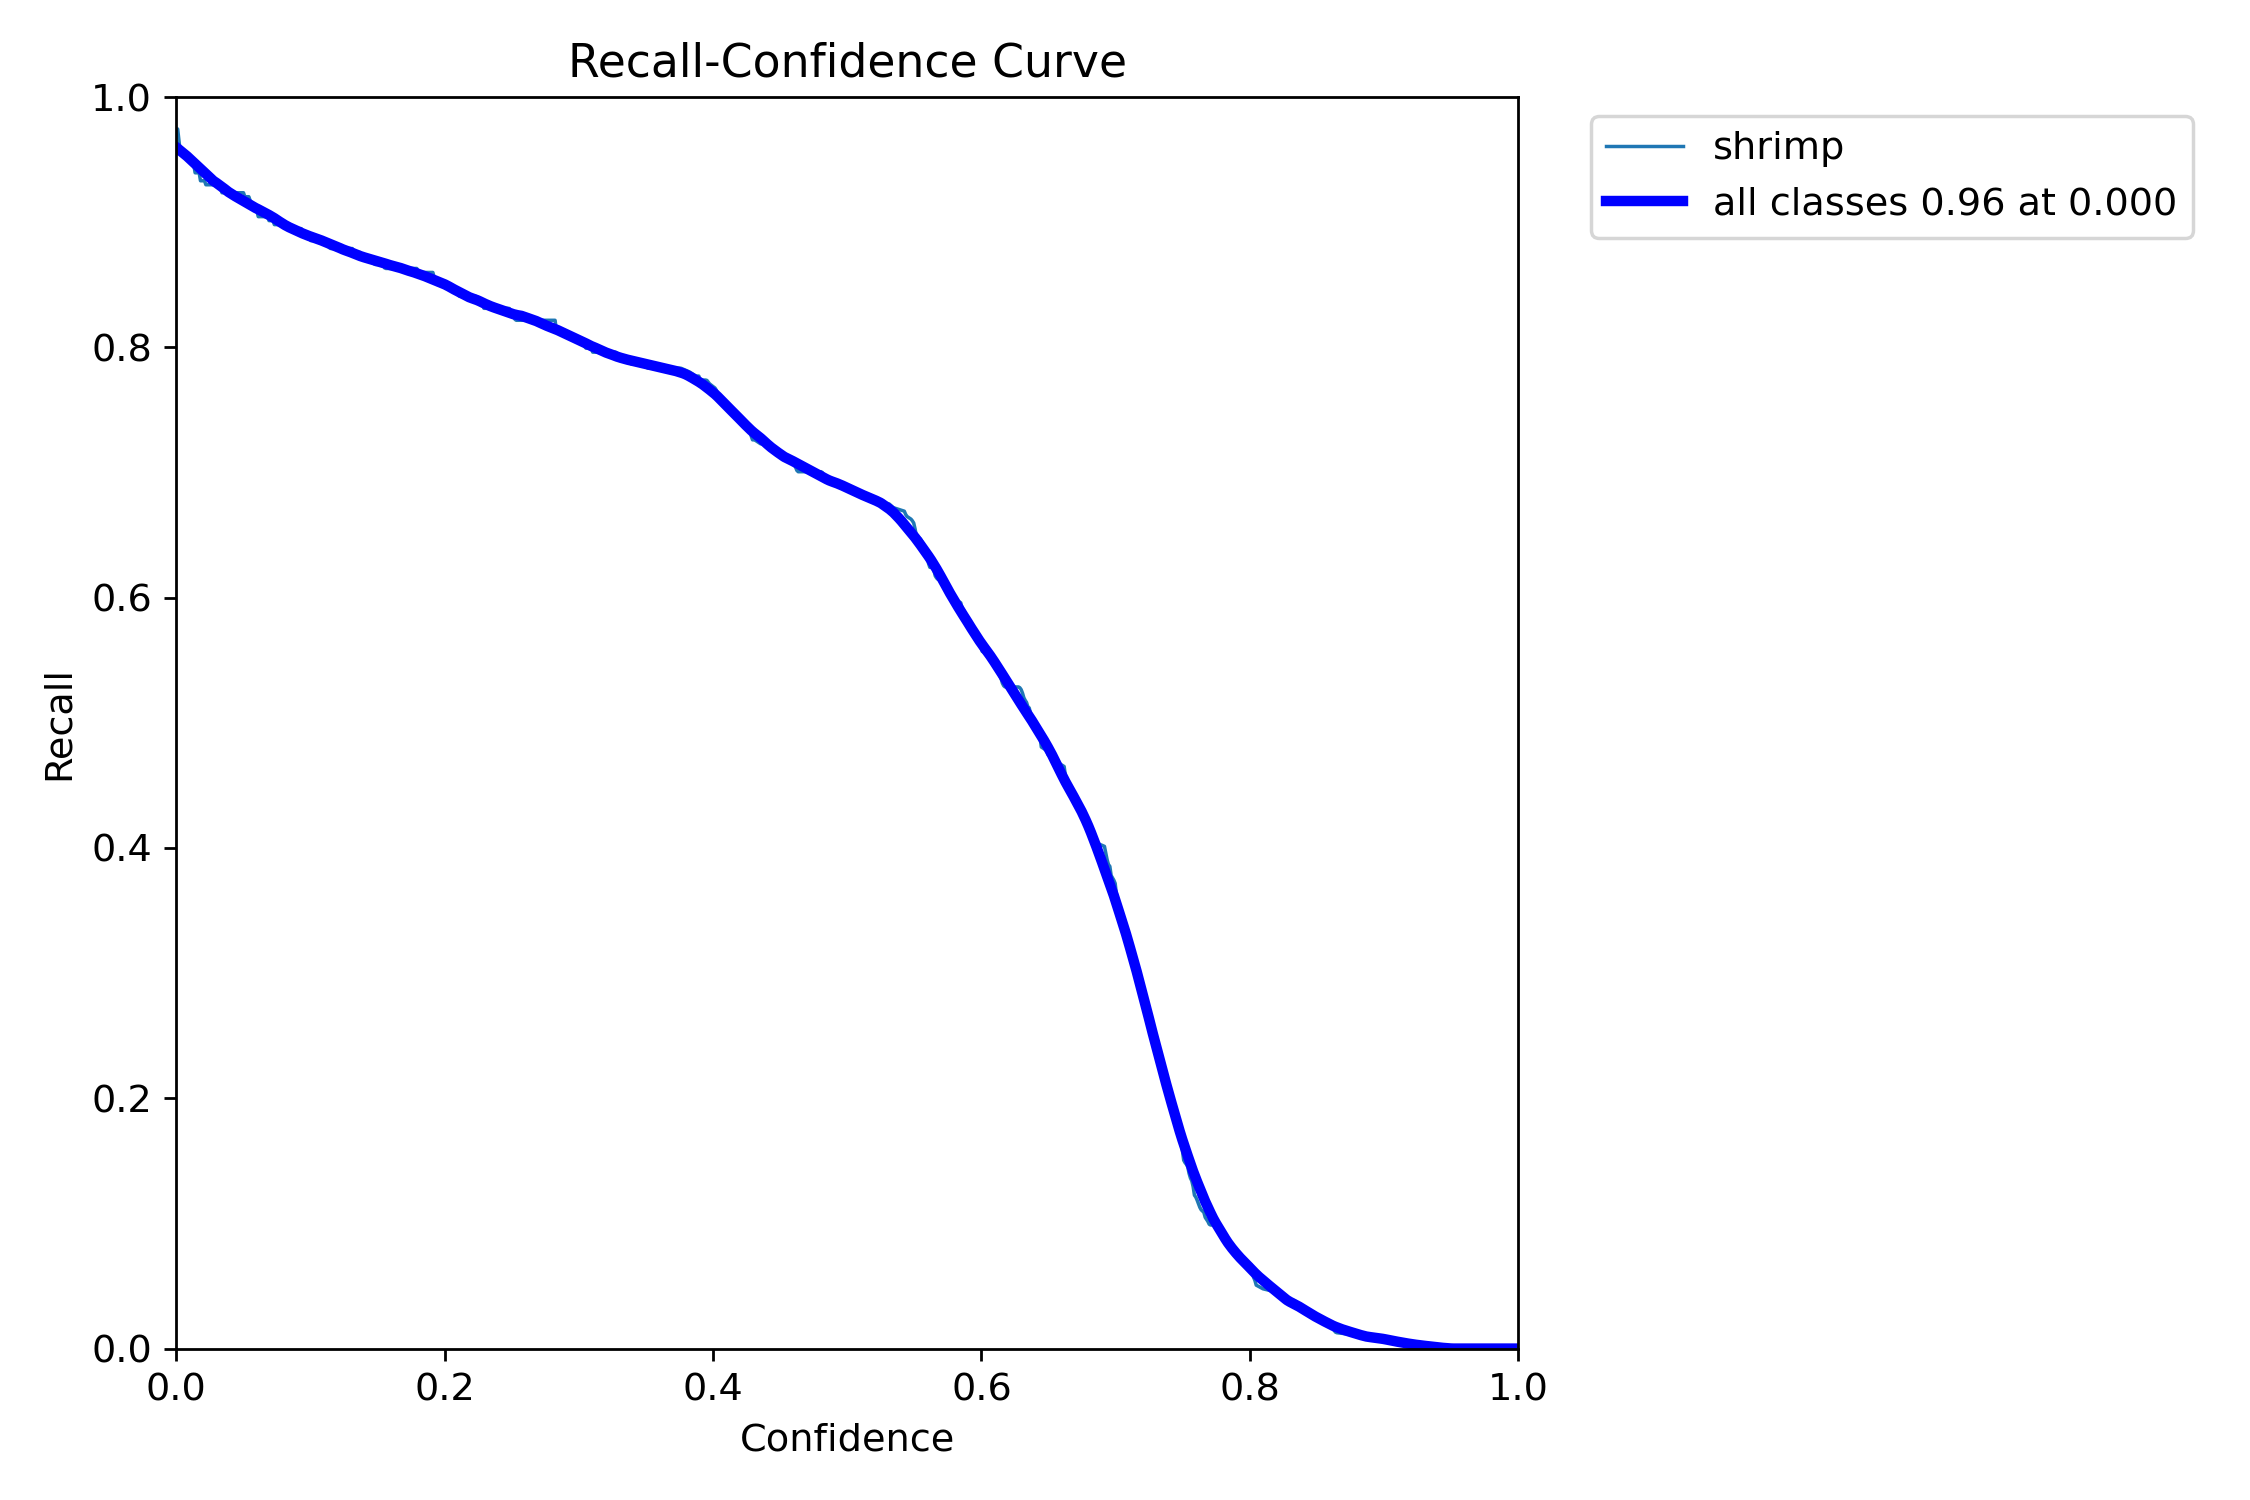 Recall-Confidence Curve
shrimp
all classes 0.96 at 0.000
Recall
1.0
0.8
0.6
0.4
0.2
0.0
0.0 0.2 0.4 0.6 0.8 1.0
Confidence